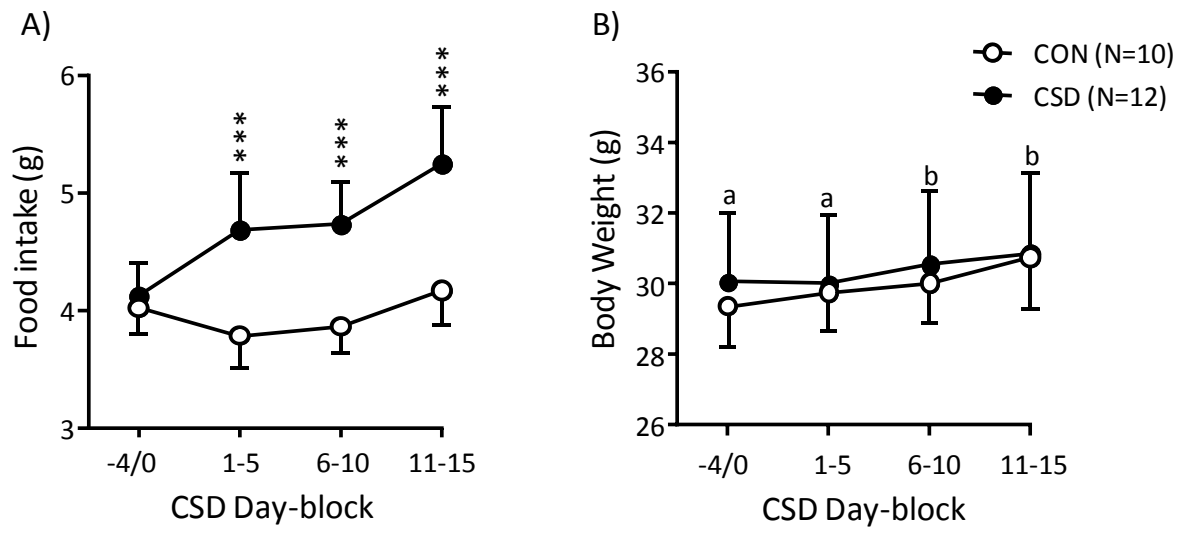 A)
Food intake (g)
6
5
4
3
***
***
***
-4/0 1-5 6-10 11-15
CSD Day-block
B)
CON (N=10)
CSD (N=12)
Body Weight (g)
36
34
32
30
28
26
a
a
b
b
-4/0 1-5 6-10 11-15
CSD Day-block